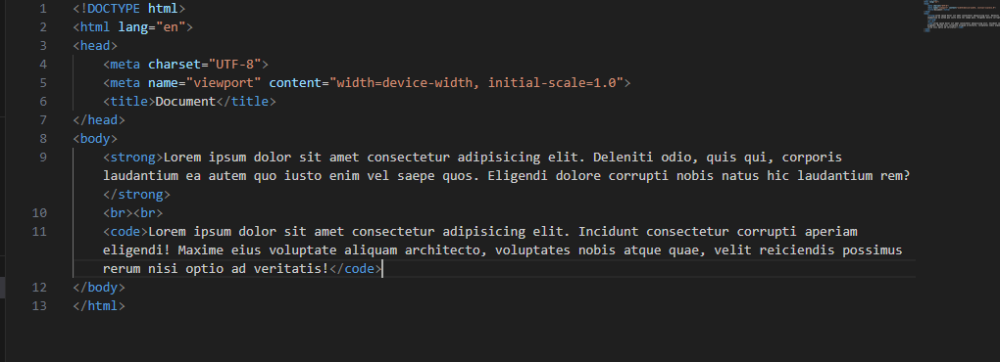 1 <!DOCTYPE html>
2 <html lang="en">
3 <head>
4     <meta charset="UTF-8">
5     <meta name="viewport" content="width=device-width, initial-scale=1.0">
6     <title>Document</title>
7 </head>
8 <body>
9     <strong>Lorem ipsum dolor sit amet consectetur adipisicing elit. Deleniti odio, quis qui, corporis
    laudantium ea autem quo iusto enim vel saepe quos. Eligendi dolore corrupti nobis natus hic laudantium rem?
    </strong>
10     <br><br>
11     <code>Lorem ipsum dolor sit amet consectetur adipisicing elit. Incidunt consectetur corrupti aperiam
    eligendi! Maxime eius voluptate aliquam architecto, voluptates nobis atque quae, velit reiciendis possimus
    rerum nisi optio ad veritatis!</code>
12 </body>
13 </html>